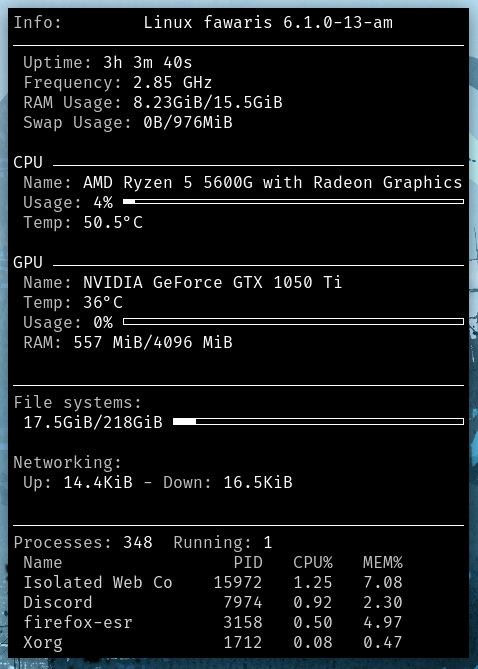 Info: Linux fawaris 6.1.0-13-am
Uptime: 3h 3m 40s
Frequency: 2.85 GHz
RAM Usage: 8.23GiB/15.5GiB
Swap Usage: 0B/976MiB
CPU
Name: AMD Ryzen 5 5600G with Radeon Graphics
Usage: 4%
Temp: 50.5°C
GPU
Name: NVIDIA GeForce GTX 1050 Ti
Temp: 36°C
Usage: 0%
RAM: 557 MiB/4096 MiB
File systems:
17.5GiB/218GiB
Networking:
Up: 14.4KiB - Down: 16.5KiB
Processes: 348 Running: 1
Name PID CPU% MEM%
Isolated Web Co 15972 1.25 7.08
Discord 7974 0.92 2.30
firefox-esr 3158 0.50 4.97
Xorg 1712 0.08 0.47